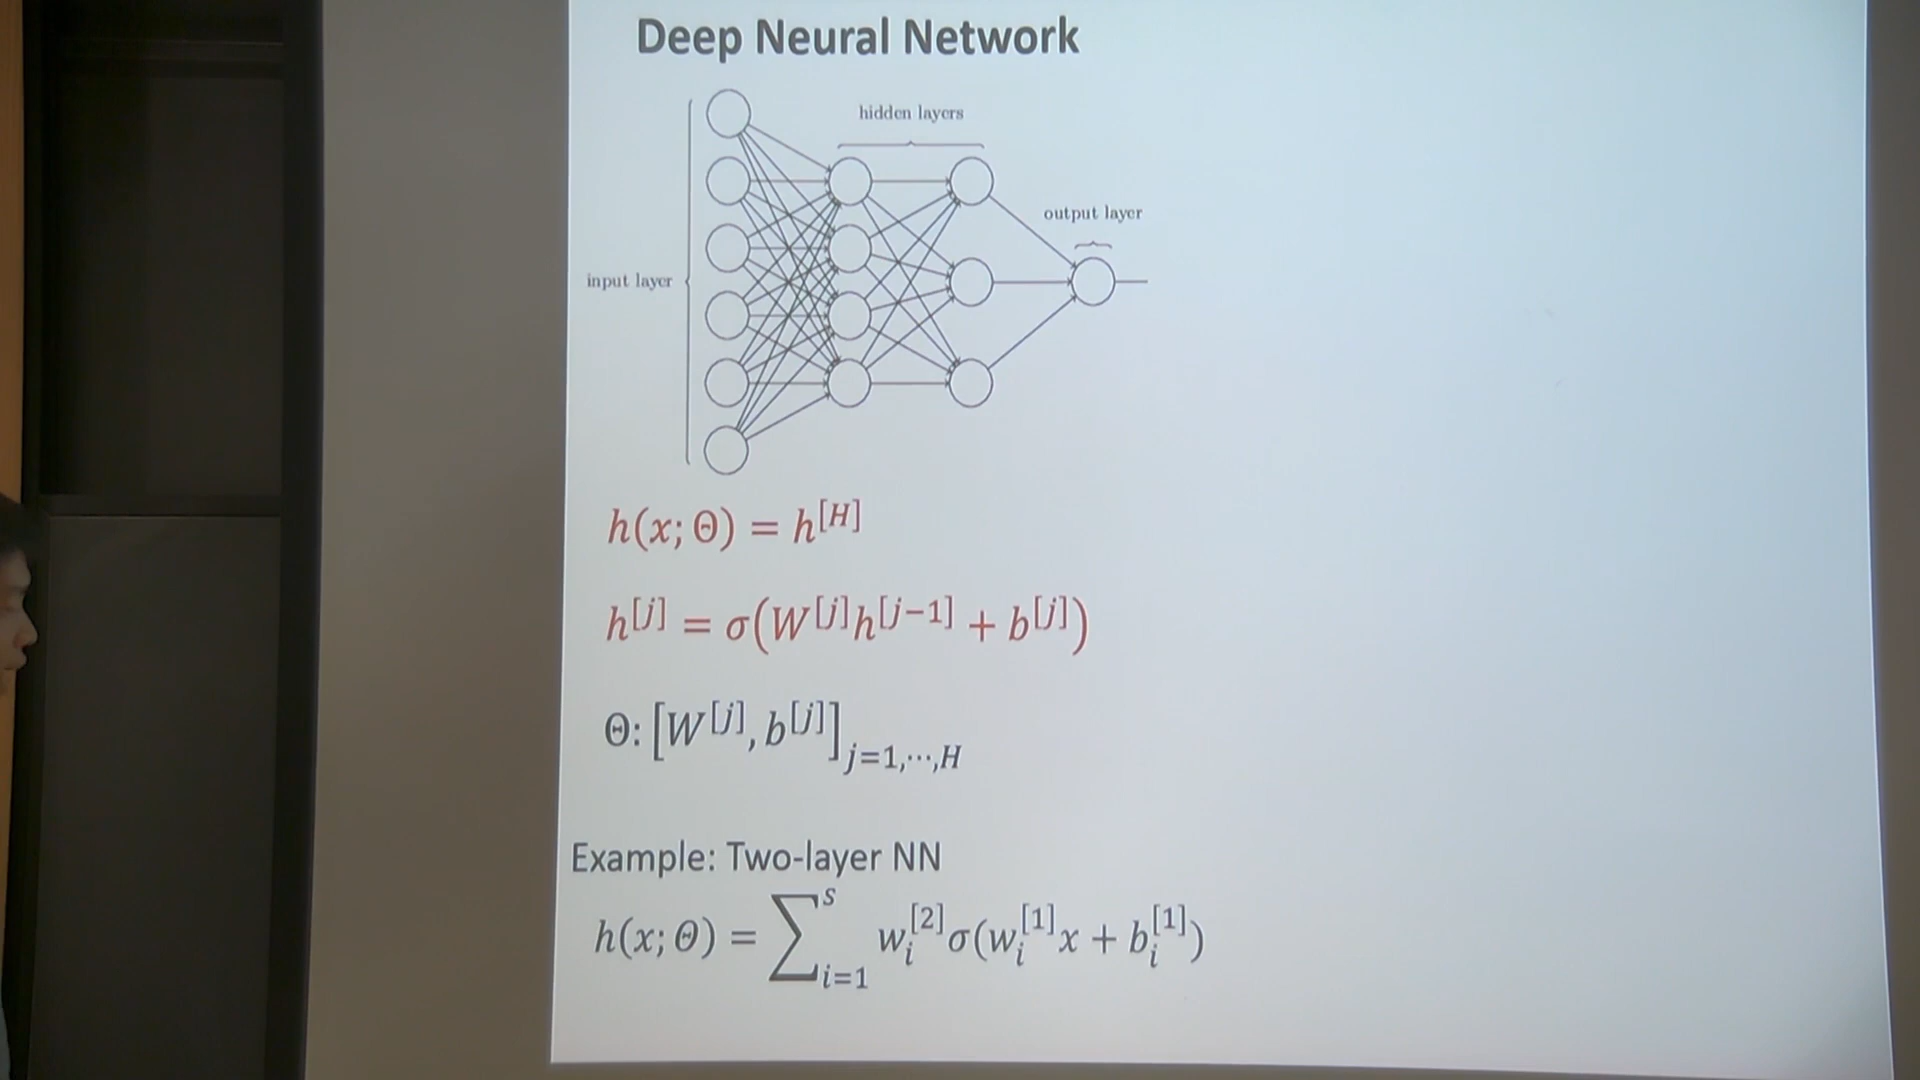 Deep Neural Network
hidden layers
output layer
input layer
h(x; Θ) = h^[H]
h^[j] = σ(W^[j]h^[j−1] + b^[j])
Θ: [W^[j], b^[j]]_{j=1,⋯,H}
Example: Two-layer NN
h(x; Θ) = ∑_{i=1}^{s} w_i^[2]σ(w_i^[1]x + b_i^[1])